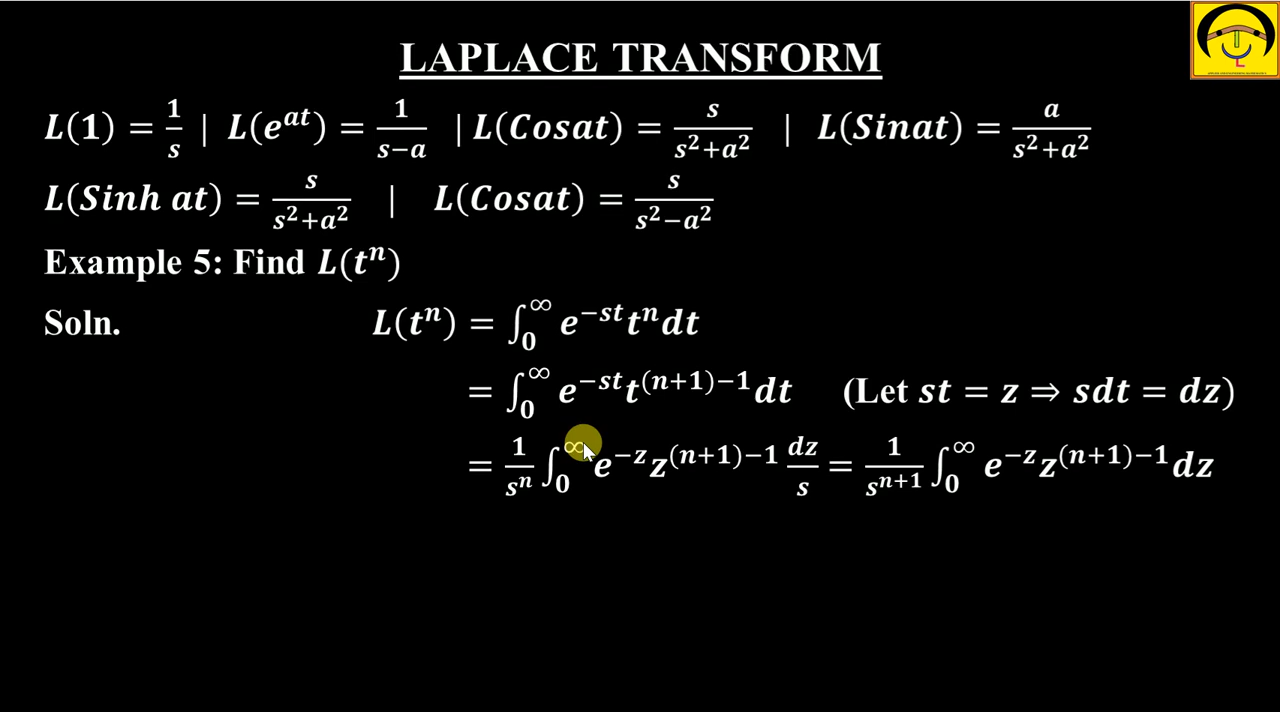 LAPLACE TRANSFORM
L(1) = 1/s | L(e^{at}) = 1/(s−a) | L(Cosat) = s/(s²+a²) | L(Sinat) = a/(s²+a²)
L(Sinh at) = s/(s²+a²) | L(Cosat) = s/(s²−a²)
Example 5: Find L(tⁿ)
Soln. L(tⁿ) = ∫₀^∞ e^{−st} tⁿ dt
= ∫₀^∞ e^{−st} t^{(n+1)−1} dt (Let st = z ⇒ sdt = dz)
= 1/sⁿ ∫₀^∞ e^{−z} z^{(n+1)−1} dz/s = 1/s^{n+1} ∫₀^∞ e^{−z} z^{(n+1)−1} dz